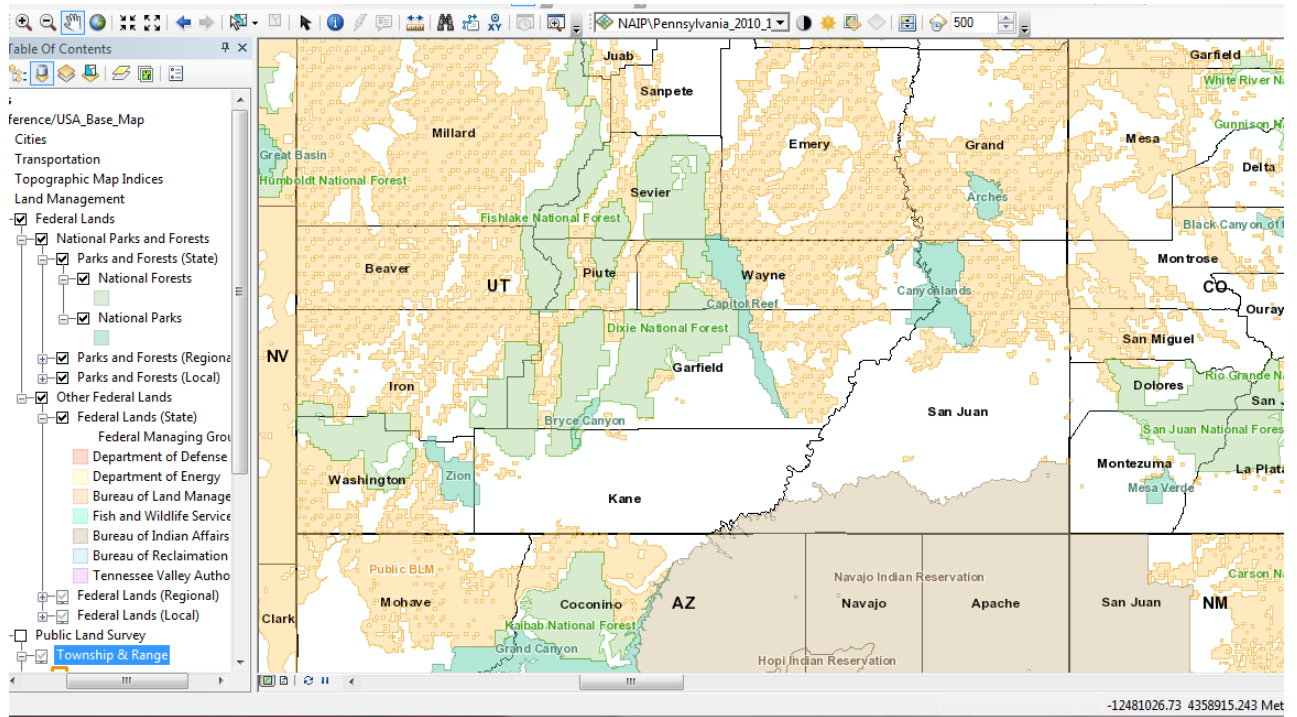 NAIP\Pennsylvania_2010_1
500
Table Of Contents
ference/USA_Base_Map
Cities
Transportation
Topographic Map Indices
Land Management
Federal Lands
National Parks and Forests
Parks and Forests (State)
National Forests
National Parks
Parks and Forests (Regiona
Parks and Forests (Local)
Other Federal Lands
Federal Lands (State)
Federal Managing Grou
Department of Defense
Department of Energy
Bureau of Land Manage
Fish and Wildlife Service
Bureau of Indian Affairs
Bureau of Reclamation
Tennessee Valley Autho
Federal Lands (Regional)
Federal Lands (Local)
Public Land Survey
Township & Range
Juab
Garfield
White River Na
Sanpete
Gunnison N
Millard
Emery
Grand
Mesa
Great Basin
Delta
Humboldt National Forest
Sevier
Arches
Fishlake National Forest
Black Canyon of t
Beaver
UT
Piute
Wayne
Montrose
Canyonlands
CO
Capitol Reef
Ouray
Dixie National Forest
San Miguel
NV
Garfield
Iron
Dolores
Rio Grande N
San J
San Juan
Bryce Canyon
San Juan National Fores
Washington
Zion
Kane
Montezuma
La Plata
Mesa Verde
Public BLM
Navajo Indian Reservation
Carson N
Clark
Mohave
Coconino
AZ
Navajo
Apache
San Juan
NM
Kaibab National Forest
Grand Canyon
Hopi Indian Reservation
-12481026.73 4358915.243 Met